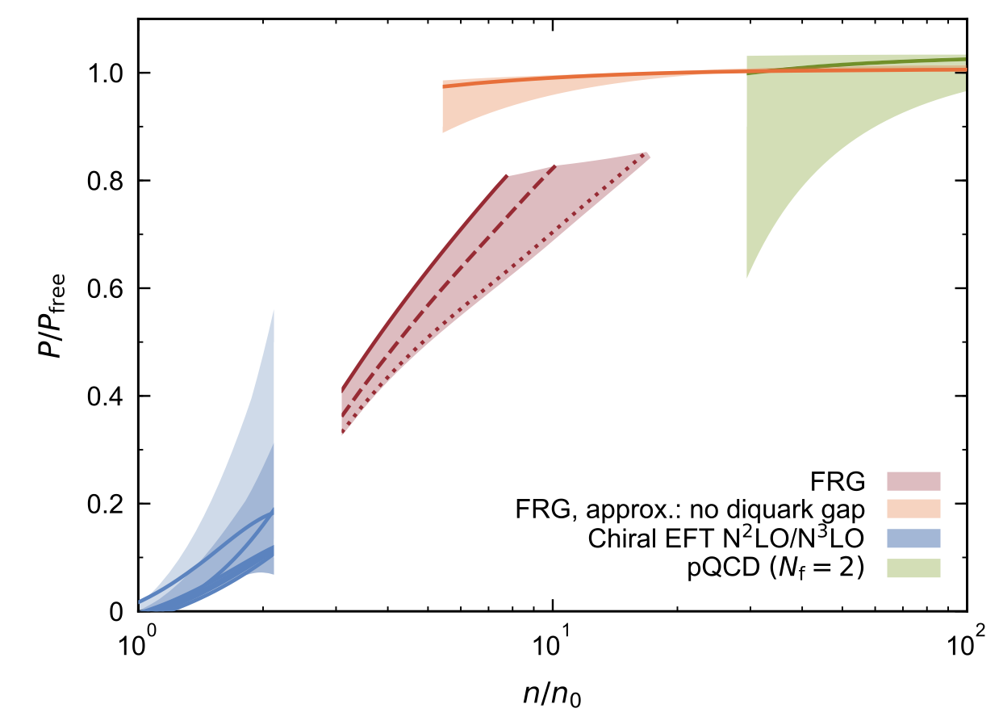 1.0
0.8
0.6
0.4
0.2
0
P/P_free
10^0
10^1
10^2
n/n_0
FRG
FRG, approx.: no diquark gap
Chiral EFT N^2LO/N^3LO
pQCD (N_f = 2)